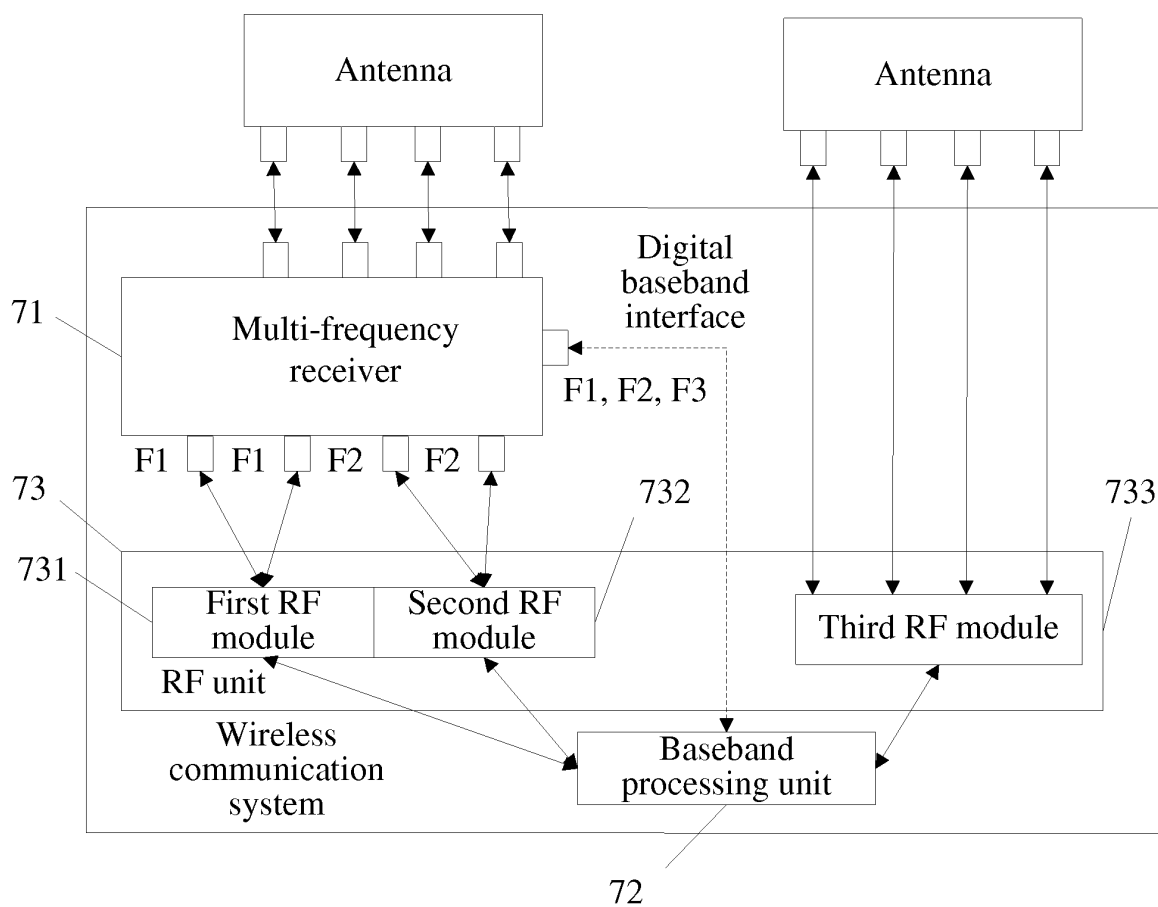 Antenna
Antenna
Digital
baseband
interface
71
Multi-frequency
receiver
F1, F2, F3
F1
F1
F2
F2
73
732
733
731
First RF
module
Second RF
module
Third RF module
RF unit
Wireless
communication
system
Baseband
processing unit
72